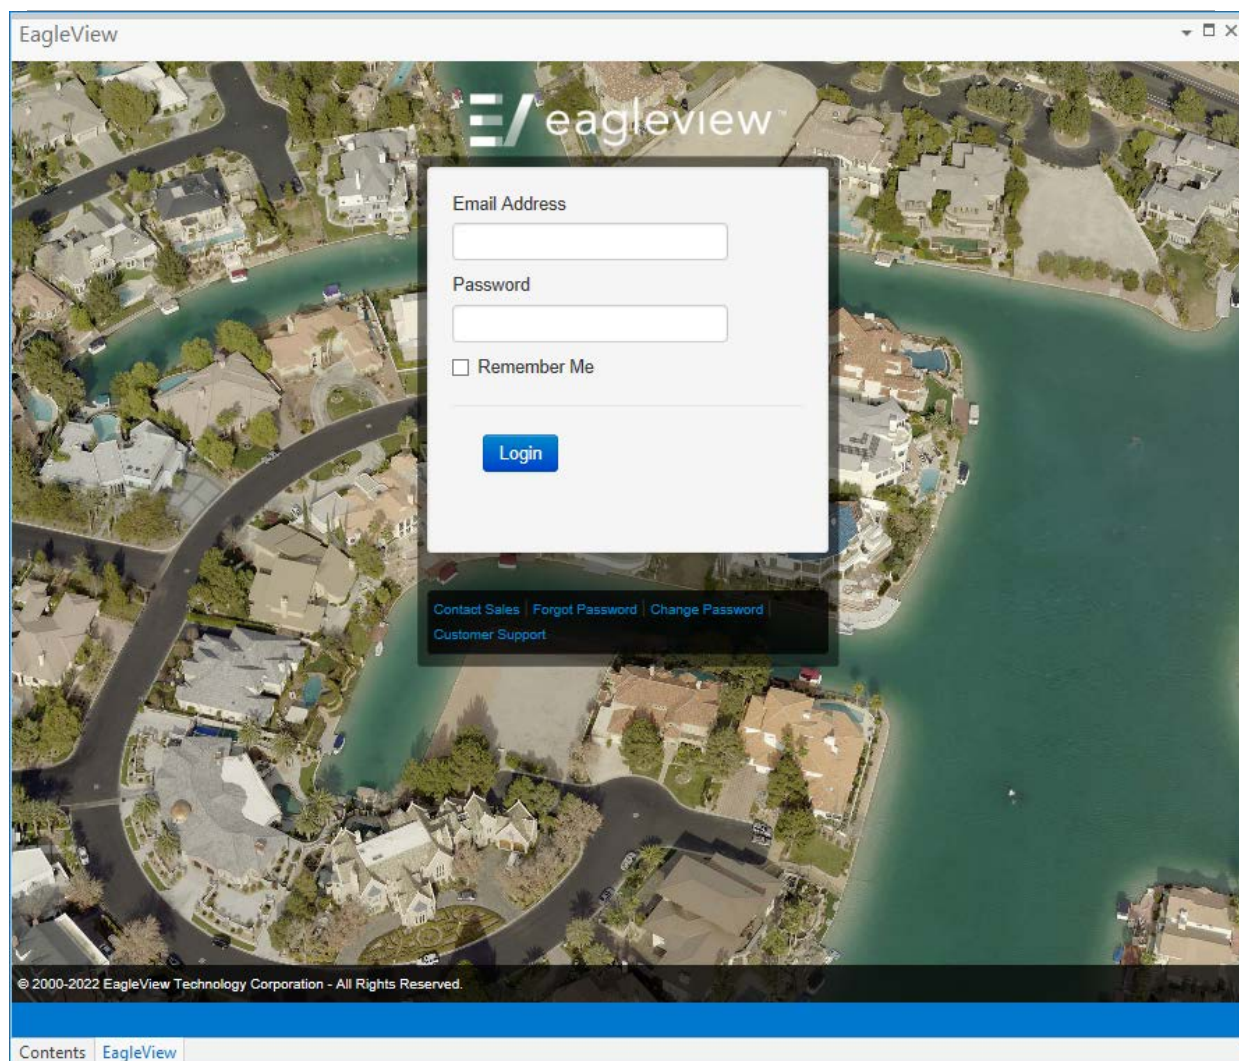 EagleView
eagleview™
Email Address
Password
Remember Me
Login
Contact Sales | Forgot Password | Change Password |
Customer Support
© 2000-2022 EagleView Technology Corporation - All Rights Reserved.
Contents EagleView